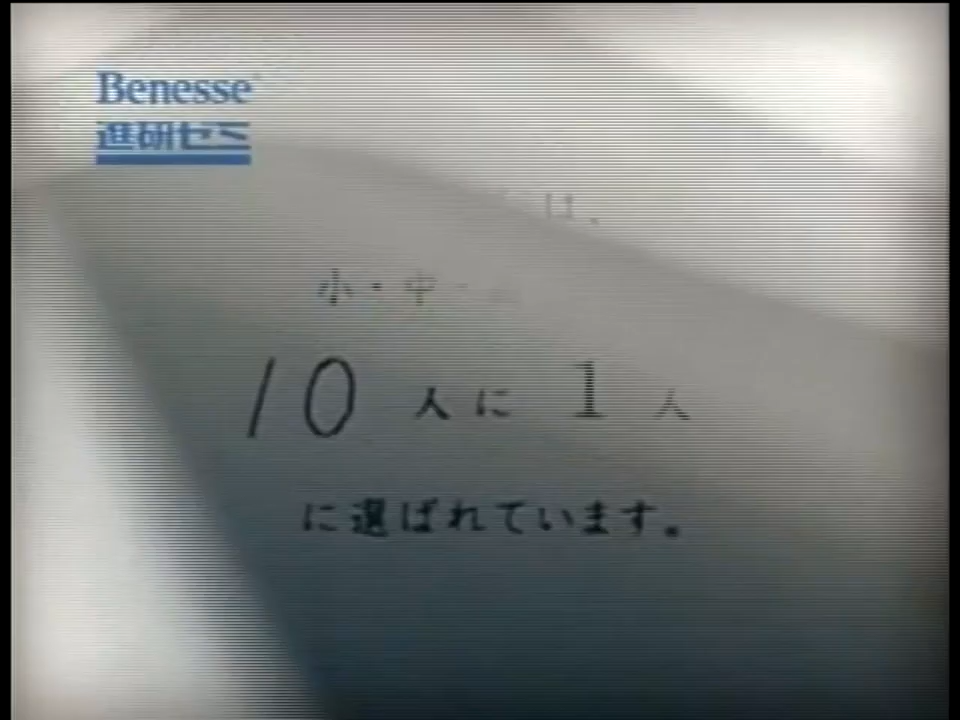 Benesse
進研ゼミ
は、
小・中・
10人に1人
に選ばれています。